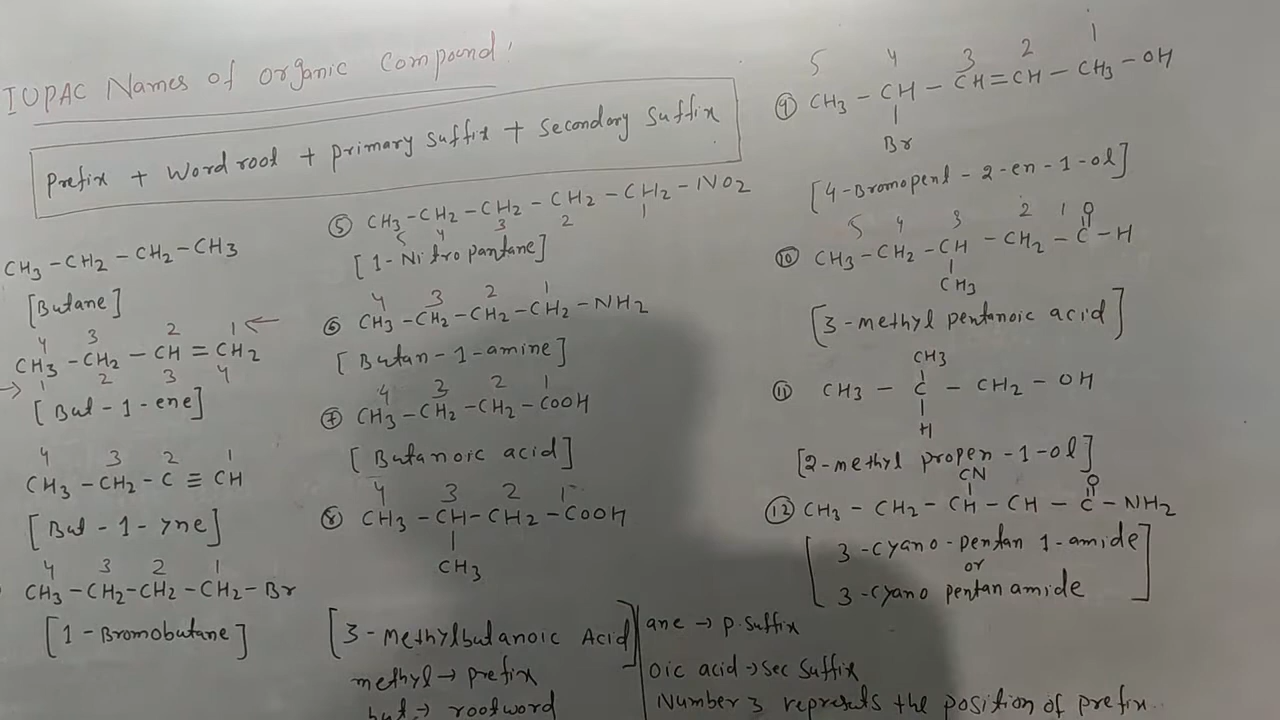 IUPAC Names of organic compound!
Prefix + Word root + primary suffix + Secondary suffix
CH3 - CH2 - CH2 - CH3
[Butane]
4 3 2 1 ←
CH3 - CH2 - CH = CH2
→ 1 2 3 4
[But - 1 - ene]
4 3 2 1
CH3 - CH2 - C ≡ CH
[But - 1 - yne]
4 3 2 1
CH3 - CH2 - CH2 - CH2 - Br
[1 - Bromobutane]
⑤ CH3 - CH2 - CH2 - CH2 - CH2 - NO2
5 4 3 2 1
[1 - Nitropantane]
4 3 2 1
⑥ CH3 - CH2 - CH2 - CH2 - NH2
[Butan - 1 - amine]
4 3 2 1
⑦ CH3 - CH2 - CH2 - COOH
[Butanoic acid]
4 3 2 1
⑧ CH3 - CH - CH2 - COOH
CH3
[3 - Methylbutanoic Acid]
methyl → prefix
but → rootword
ane → p.suffix
oic acid → sec suffix
Number 3 represents the position of prefix.
5 4 3 2 1
⑨ CH3 - CH - CH = CH - CH3 - OH
Br
[4 - Bromopent - 2 - en - 1 - ol]
5 4 3 2 1 O
⑩ CH3 - CH2 - CH - CH2 - C - H
CH3
[3 - methyl pentanoic acid]
CH3
⑪ CH3 - C - CH2 - OH
H
[2 - methyl propen - 1 - ol]
CN O
⑫ CH3 - CH2 - CH - CH - C - NH2
[3 - cyano - pentan 1 - amide
or
3 - cyano pentanamide]